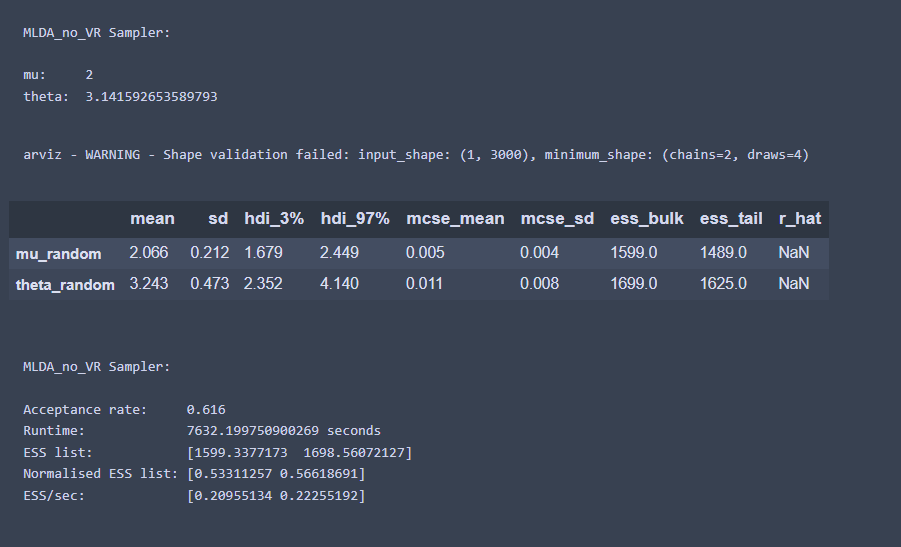 MLDA_no_VR Sampler:
mu: 2
theta: 3.141592653589793
arviz - WARNING - Shape validation failed: input_shape: (1, 3000), minimum_shape: (chains=2, draws=4)
mean sd hdi_3% hdi_97% mcse_mean mcse_sd ess_bulk ess_tail r_hat
mu_random 2.066 0.212 1.679 2.449 0.005 0.004 1599.0 1489.0 NaN
theta_random 3.243 0.473 2.352 4.140 0.011 0.008 1699.0 1625.0 NaN
MLDA_no_VR Sampler:
Acceptance rate: 0.616
Runtime: 7632.199750900269 seconds
ESS list: [1599.3377173 1698.56072127]
Normalised ESS list: [0.53311257 0.56618691]
ESS/sec: [0.20955134 0.22255192]